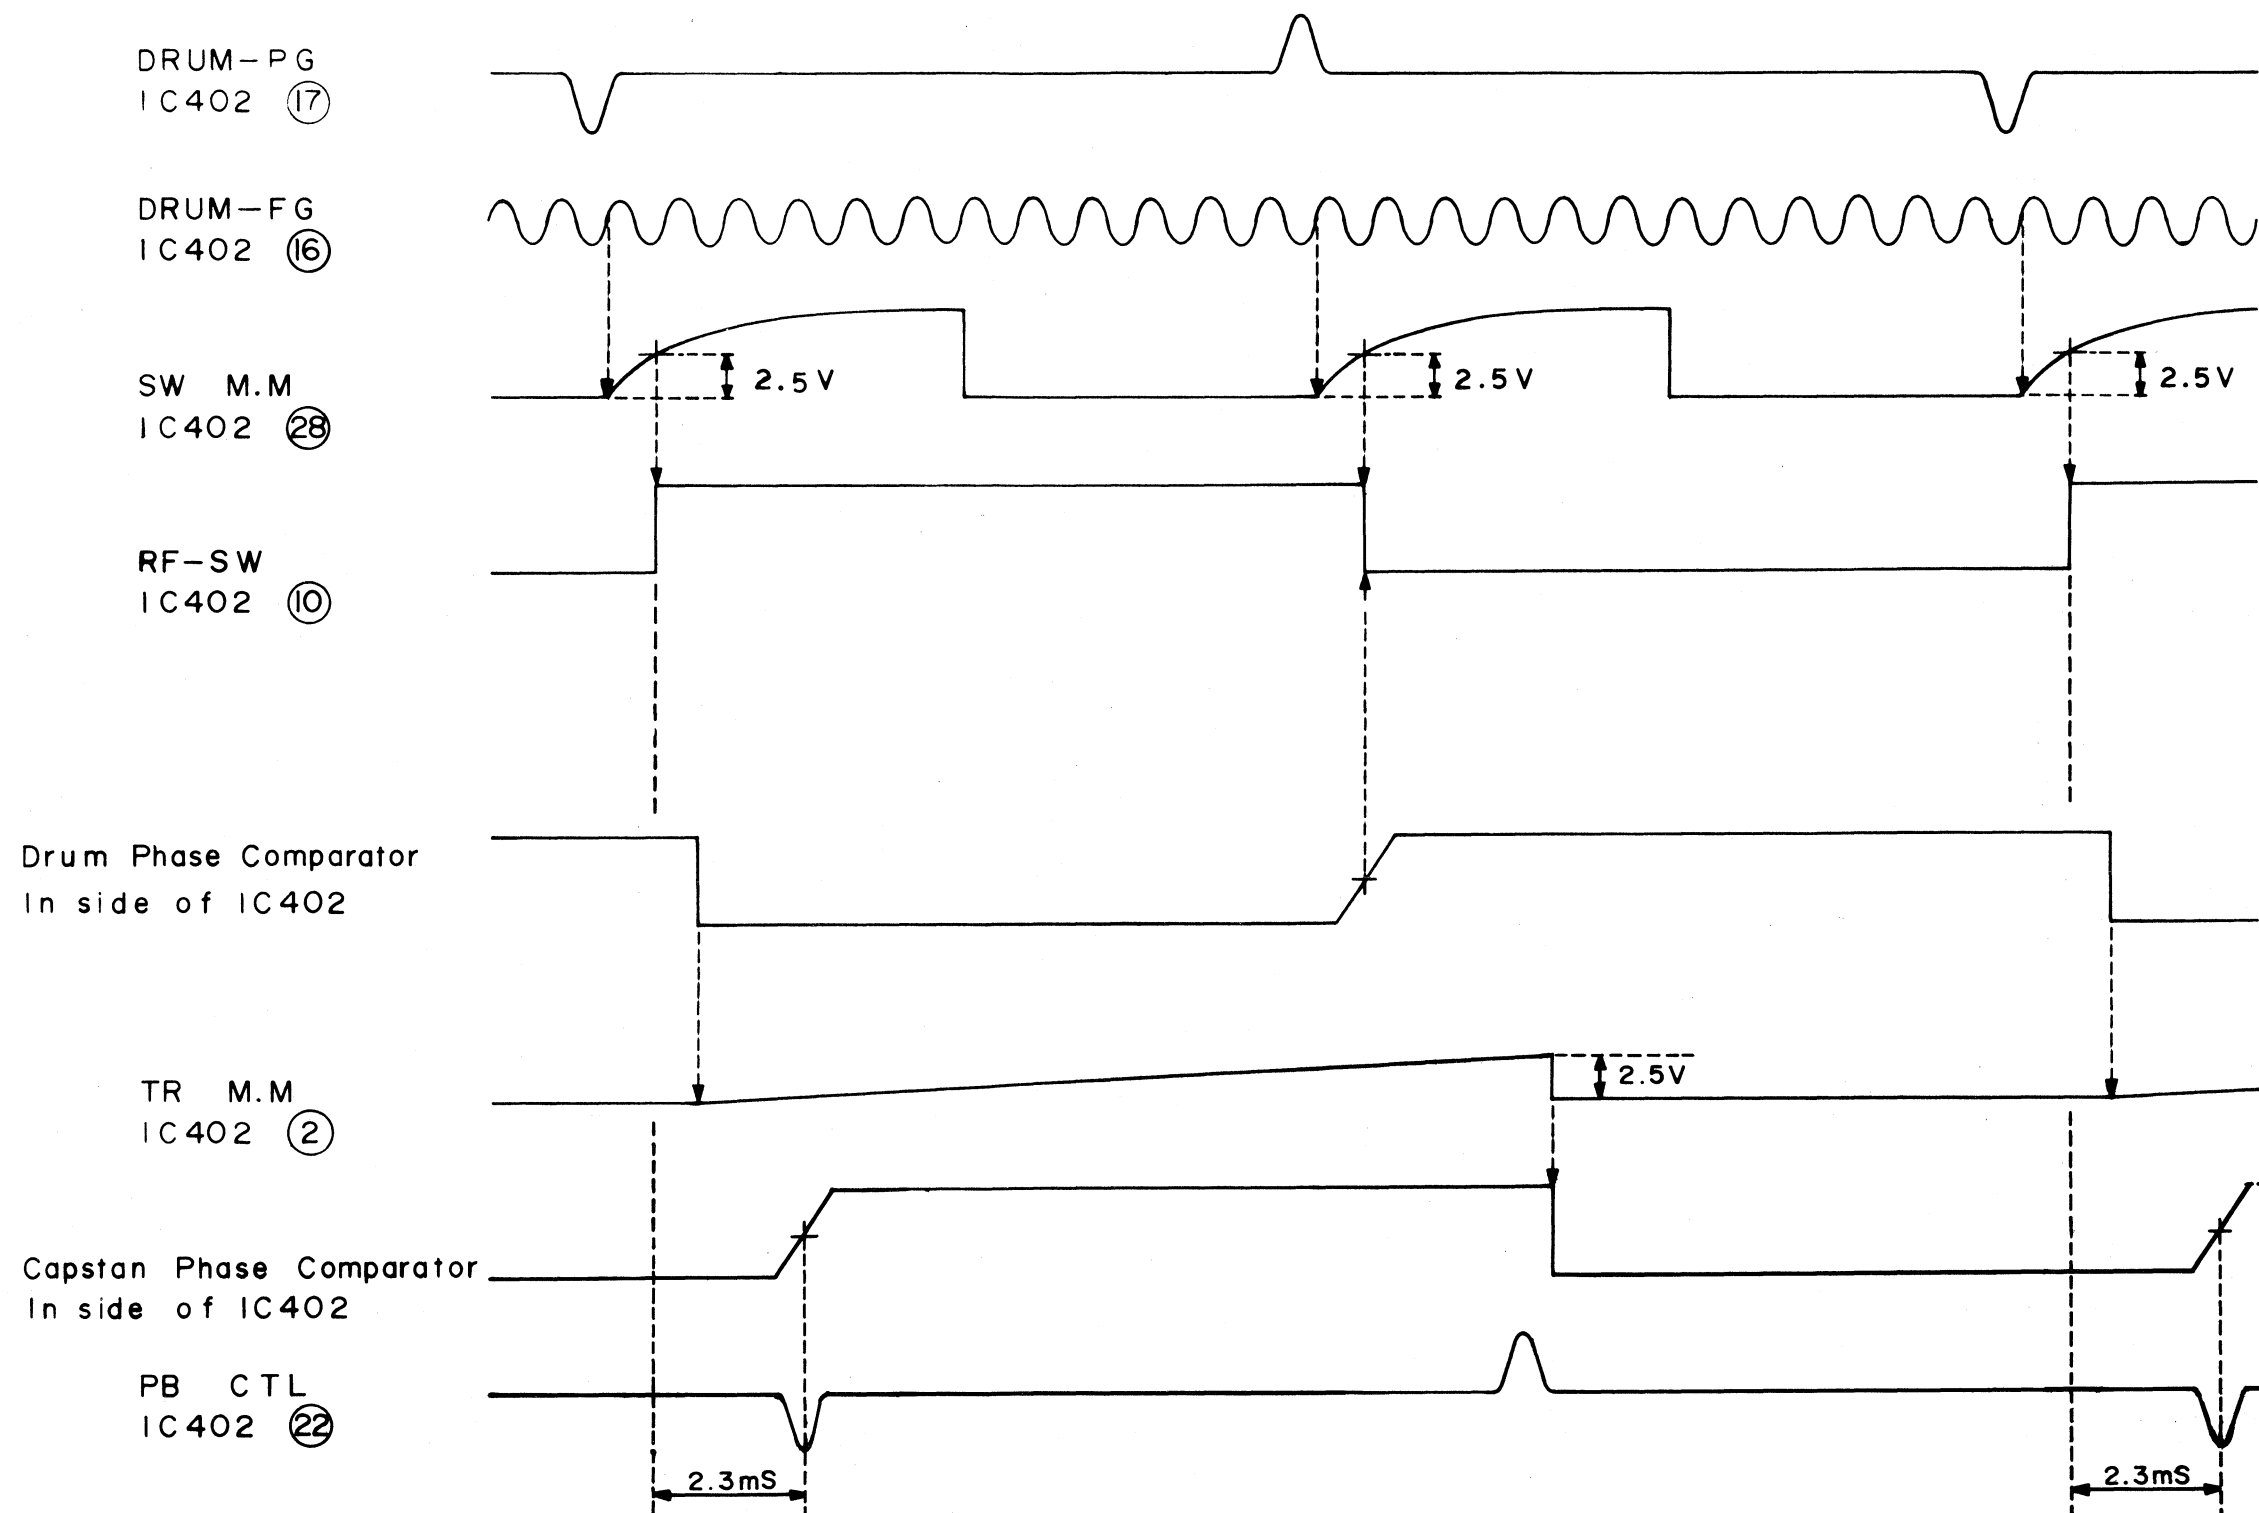 DRUM-PG
IC402 ⑰
DRUM-FG
IC402 ⑯
SW M.M
IC402 ㉘
2.5V
2.5V
2.5V
RF-SW
IC402 ⑩
Drum Phase Comparator
In side of IC402
TR M.M
IC402 ②
2.5V
Capstan Phase Comparator
In side of IC402
PB CTL
IC402 ㉒
2.3mS
2.3mS